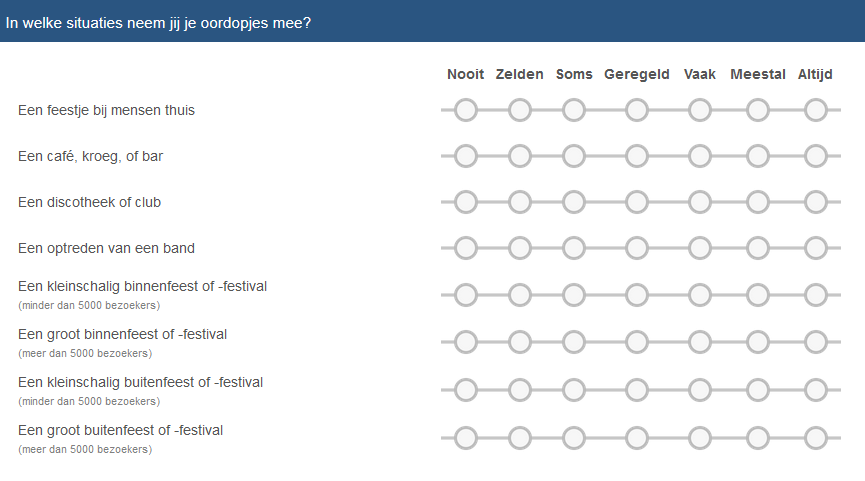 In welke situaties neem jij je oordopjes mee?
Nooit Zelden Soms Geregeld Vaak Meestal Altijd
Een feestje bij mensen thuis
Een café, kroeg, of bar
Een discotheek of club
Een optreden van een band
Een kleinschalig binnenfeest of -festival
(minder dan 5000 bezoekers)
Een groot binnenfeest of -festival
(meer dan 5000 bezoekers)
Een kleinschalig buitenfeest of -festival
(minder dan 5000 bezoekers)
Een groot buitenfeest of -festival
(meer dan 5000 bezoekers)